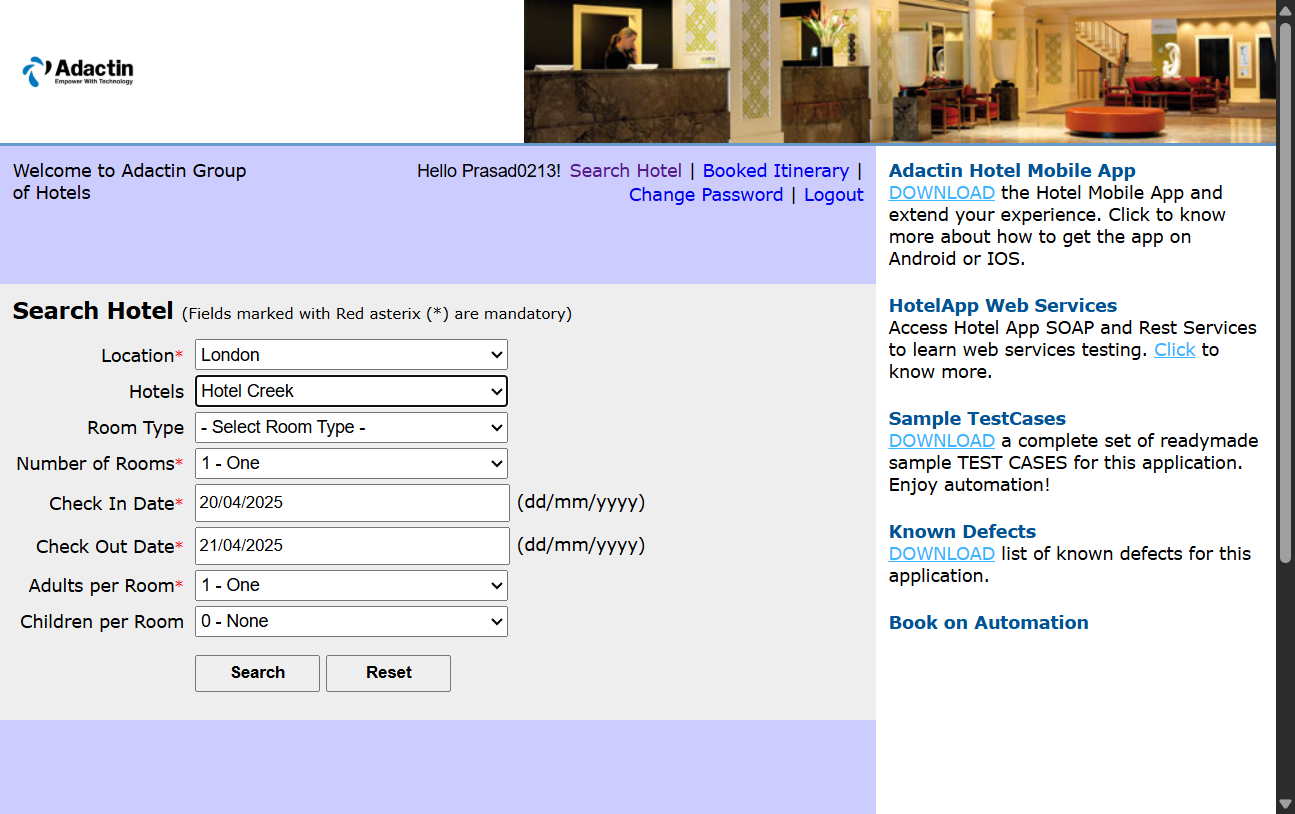 Adactin
Empower With Technology
Welcome to Adactin Group
of Hotels
Hello Prasad0213! Search Hotel | Booked Itinerary |
Change Password | Logout
Search Hotel (Fields marked with Red asterix (*) are mandatory)
Location* London
Hotels Hotel Creek
Room Type - Select Room Type -
Number of Rooms* 1 - One
Check In Date* 20/04/2025 (dd/mm/yyyy)
Check Out Date* 21/04/2025 (dd/mm/yyyy)
Adults per Room* 1 - One
Children per Room 0 - None
Search Reset
Adactin Hotel Mobile App
DOWNLOAD the Hotel Mobile App and
extend your experience. Click to know
more about how to get the app on
Android or IOS.
HotelApp Web Services
Access Hotel App SOAP and Rest Services
to learn web services testing. Click to
know more.
Sample TestCases
DOWNLOAD a complete set of readymade
sample TEST CASES for this application.
Enjoy automation!
Known Defects
DOWNLOAD list of known defects for this
application.
Book on Automation